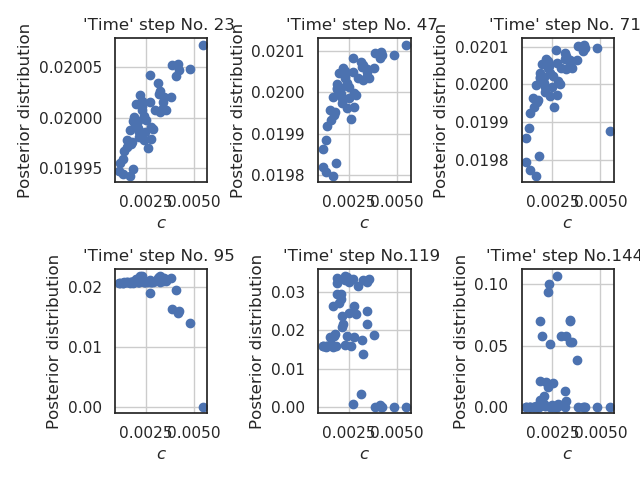 'Time' step No. 23
'Time' step No. 47
'Time' step No. 71
Posterior distribution
0.02005
0.02000
0.01995
0.0025
0.0050
c
Posterior distribution
0.0201
0.0200
0.0199
0.0198
0.0025
0.0050
c
Posterior distribution
0.0201
0.0200
0.0199
0.0198
0.0025
0.0050
c
'Time' step No. 95
'Time' step No.119
'Time' step No.144
Posterior distribution
0.02
0.01
0.00
0.0025
0.0050
c
Posterior distribution
0.03
0.02
0.01
0.00
0.0025
0.0050
c
Posterior distribution
0.10
0.05
0.00
0.0025
0.0050
c